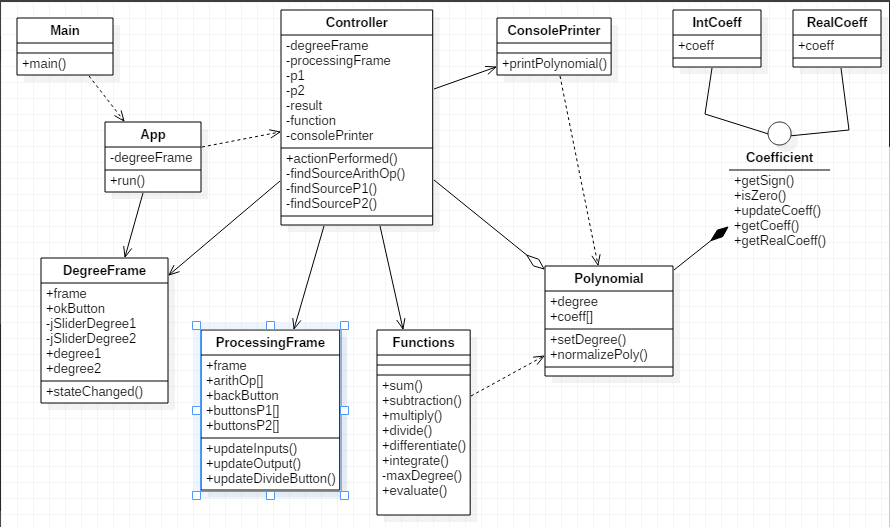 Main
+main()
App
-degreeFrame
+run()
Controller
-degreeFrame
-processingFrame
-p1
-p2
-result
-function
-consolePrinter
+actionPerformed()
-findSourceArithOp()
-findSourceP1()
-findSourceP2()
ConsolePrinter
+printPolynomial()
IntCoeff
+coeff
RealCoeff
+coeff
Coefficient
+getSign()
+isZero()
+updateCoeff()
+getCoeff()
+getRealCoeff()
DegreeFrame
+frame
+okButton
-jSliderDegree1
-jSliderDegree2
+degree1
+degree2
+stateChanged()
ProcessingFrame
+frame
+arithOp[]
+backButton
+buttonsP1[]
+buttonsP2[]
+updateInputs()
+updateOutput()
+updateDivideButton()
Functions
+sum()
+subtraction()
+multiply()
+divide()
+differentiate()
+integrate()
-maxDegree()
+evaluate()
Polynomial
+degree
+coeff[]
+setDegree()
+normalizePoly()